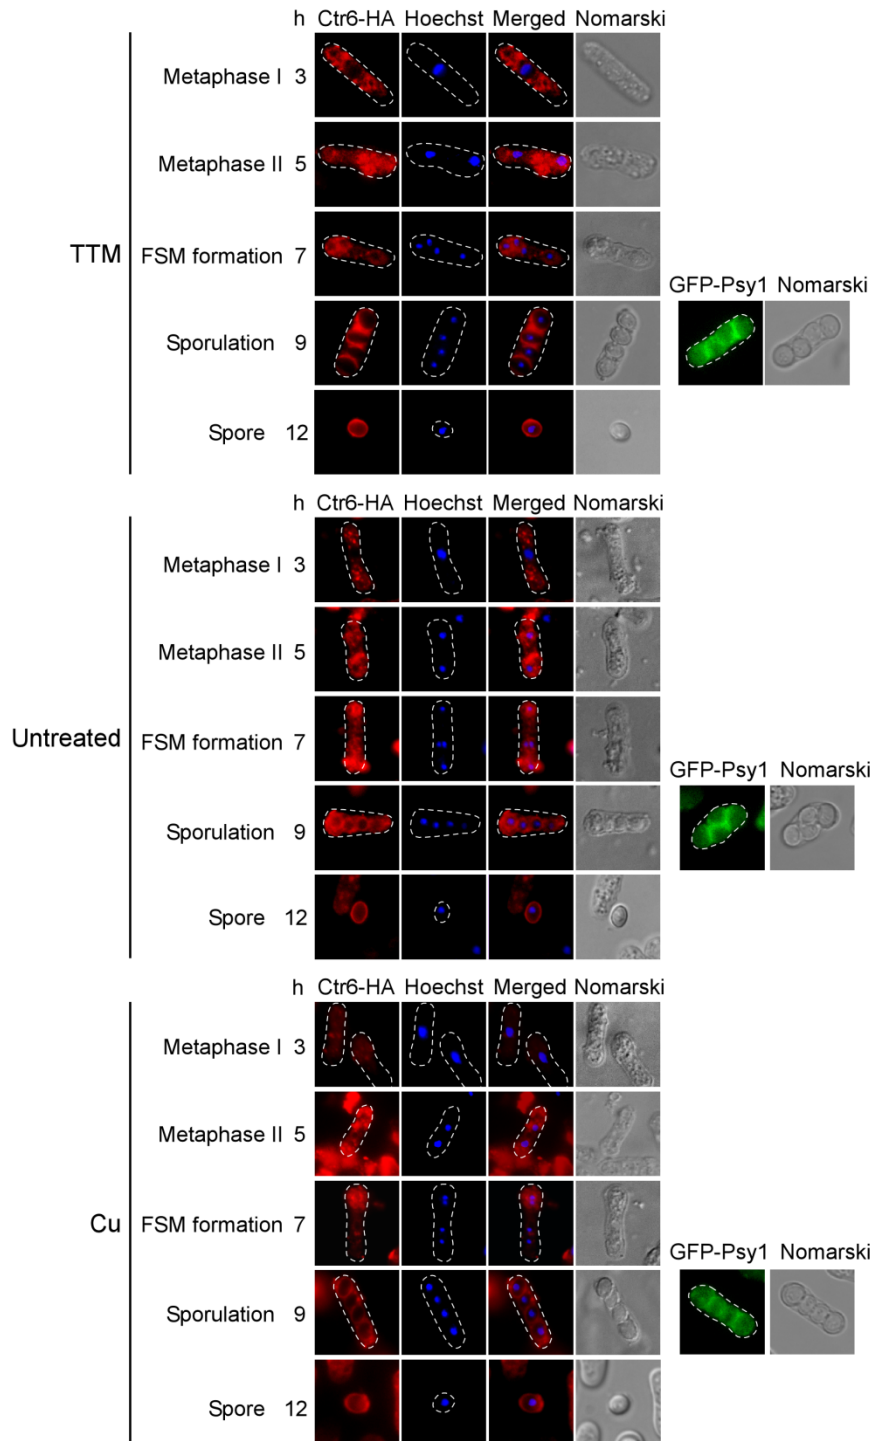 h Ctr6-HA Hoechst Merged Nomarski
Metaphase I 3
Metaphase II 5
TTM
FSM formation 7
GFP-Psy1 Nomarski
Sporulation 9
Spore 12
h Ctr6-HA Hoechst Merged Nomarski
Metaphase I 3
Metaphase II 5
Untreated
FSM formation 7
GFP-Psy1 Nomarski
Sporulation 9
Spore 12
h Ctr6-HA Hoechst Merged Nomarski
Metaphase I 3
Metaphase II 5
Cu
FSM formation 7
GFP-Psy1 Nomarski
Sporulation 9
Spore 12